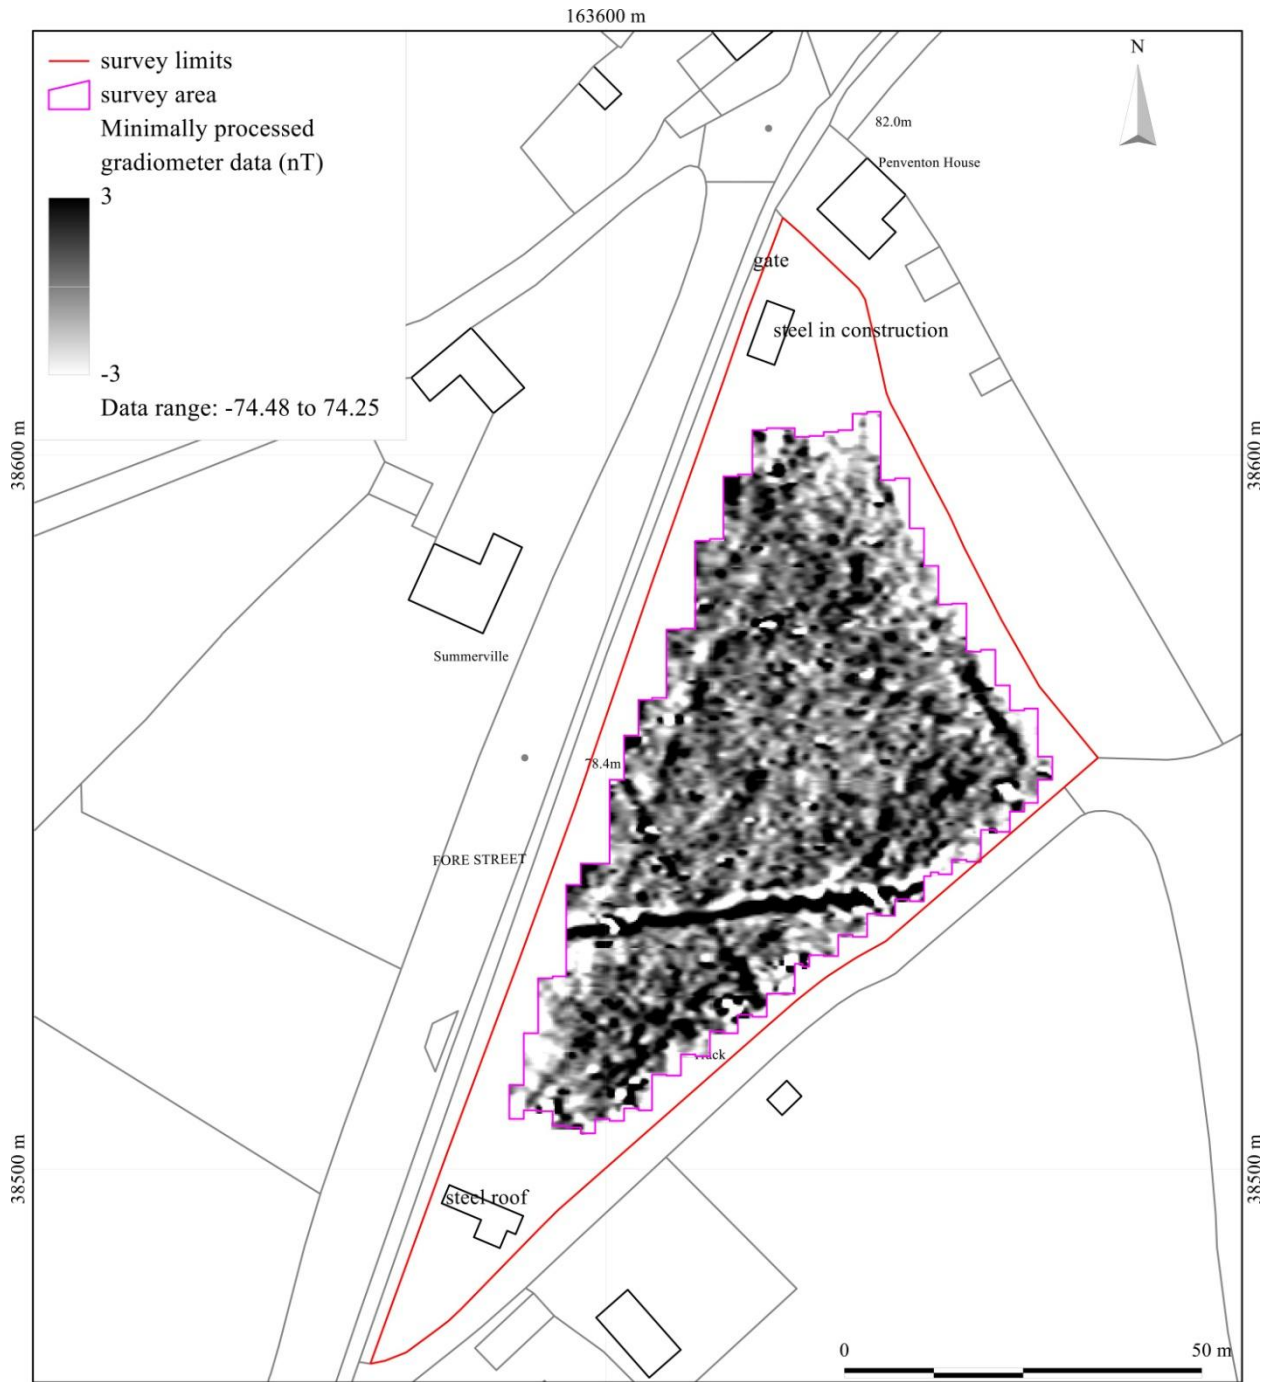 163600 m
survey limits
survey area
Minimally processed
gradiometer data (nT)
3
-3
Data range: -74.48 to 74.25
N
82.0m
Penventon House
gate
steel in construction
38600 m
38600 m
Summerville
78.4m
FORE STREET
38500 m
38500 m
steel roof
0
50 m